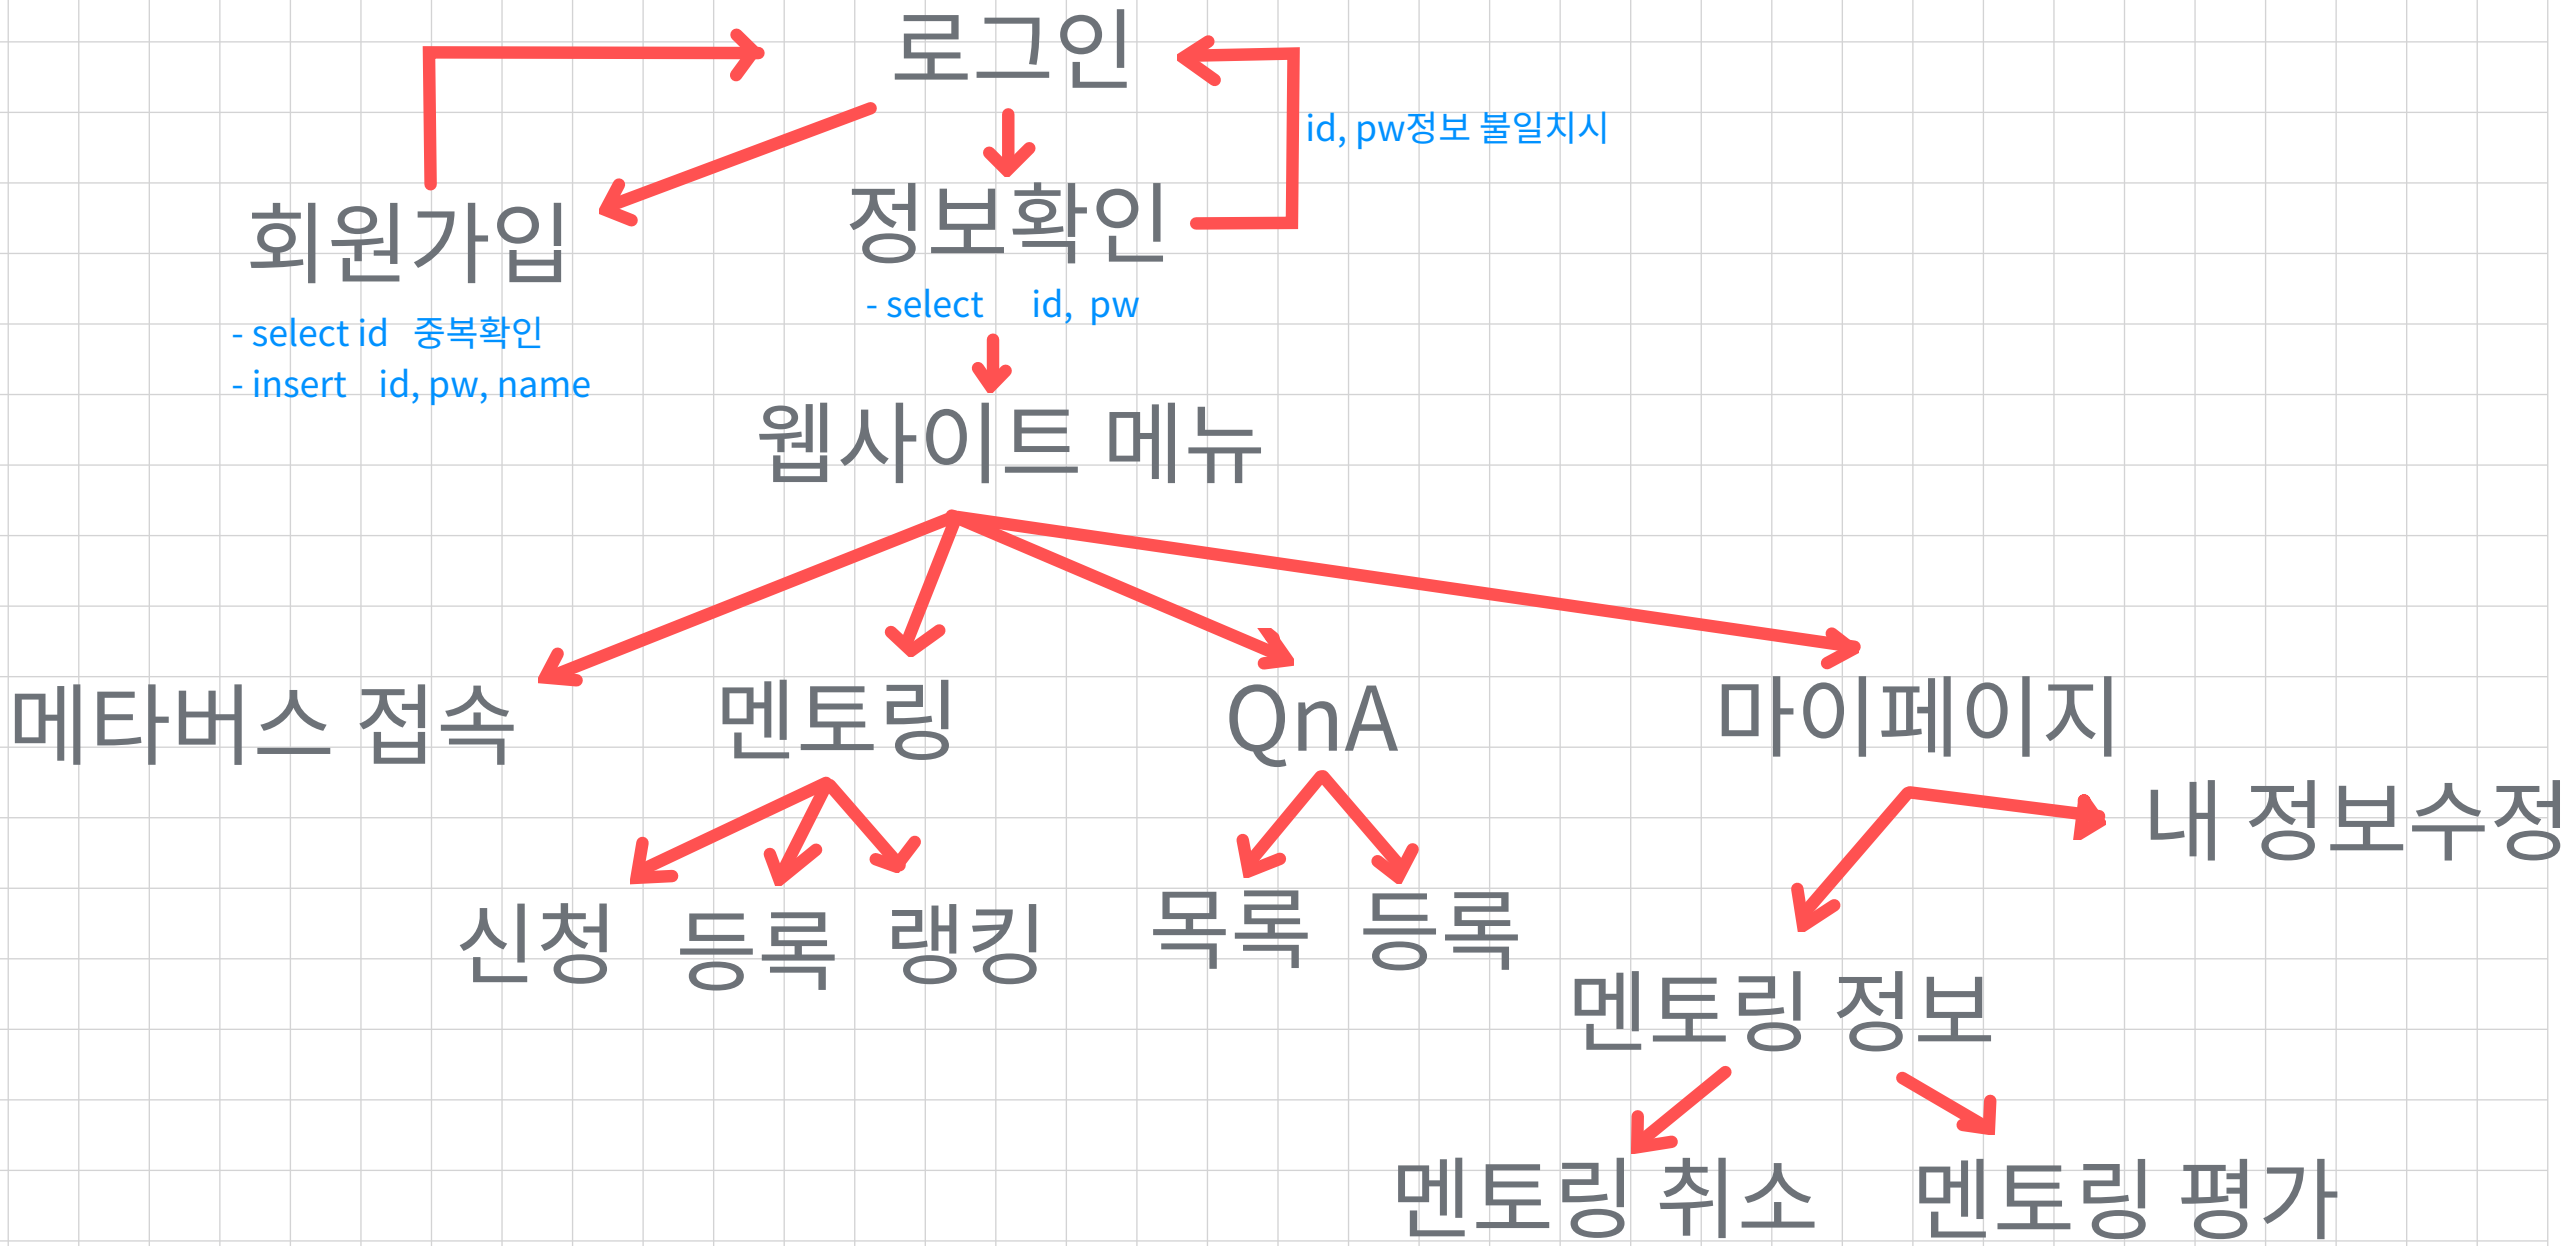 로그인
id, pw정보 불일치시
회원가입
정보확인
- select id 중복확인
- insert id, pw, name
- select id, pw
웹사이트 메뉴
메타버스 접속
멘토링
QnA
마이페이지
내 정보수정
신청
등록
랭킹
목록
등록
멘토링 정보
멘토링 취소
멘토링 평가